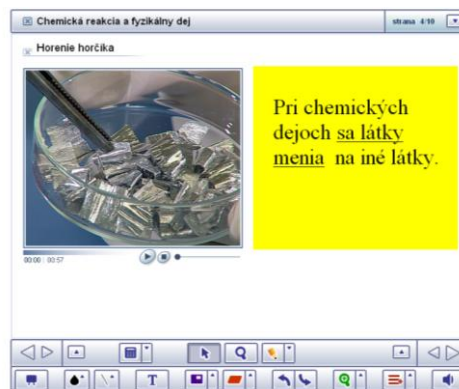 Chemická reakcia a fyzikálny dej
strana 4/10
Horenie horčíka
Pri chemických
dejoch sa látky
menia na iné látky.
00:00 | 03:57
T